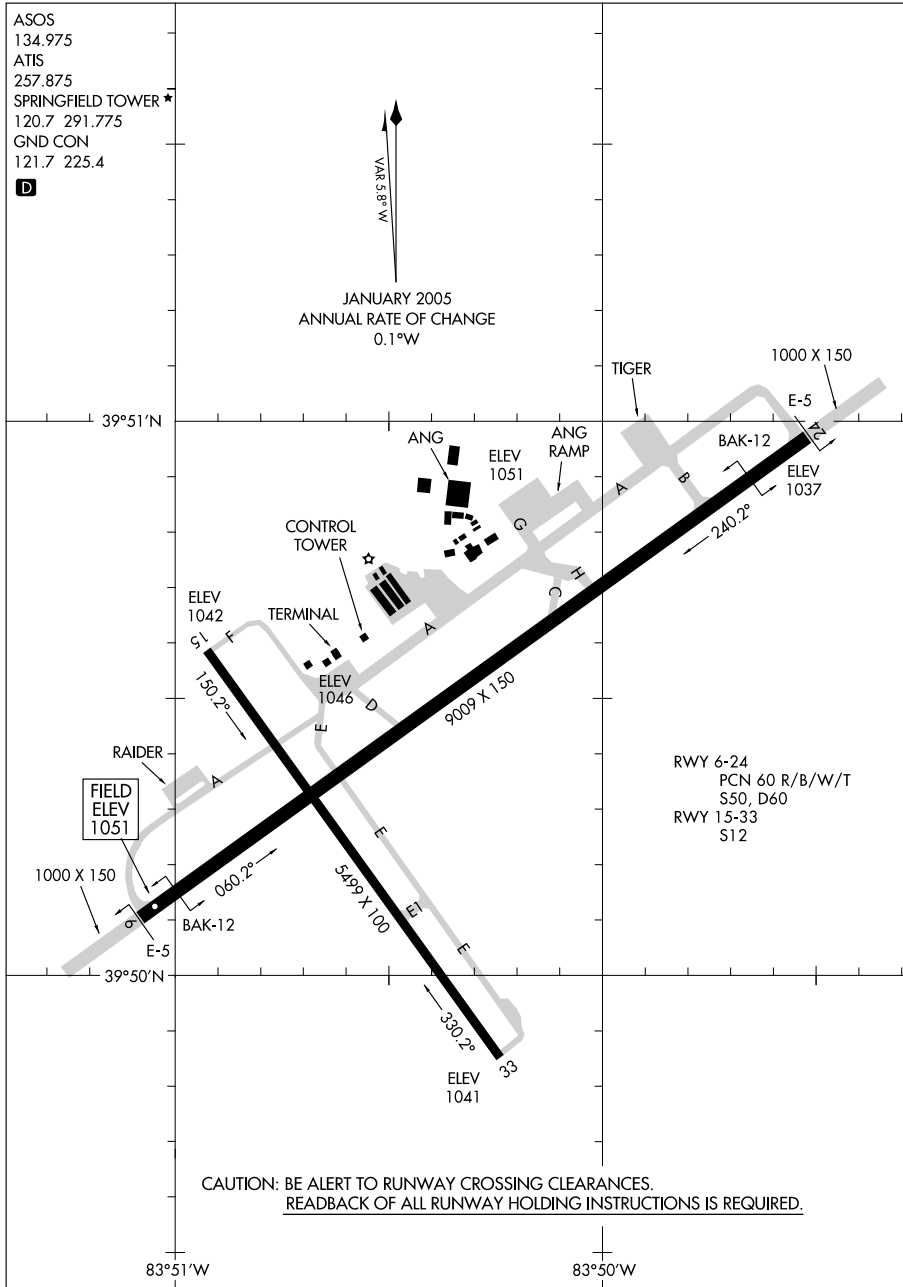 ASOS
134.975
ATIS
257.875
SPRINGFIELD TOWER
120.7 291.775
GND CON
121.7 225.4
D
VAR 5.8° W
JANUARY 2005
ANNUAL RATE OF CHANGE
0.1°W
1000 X 150
TIGER
E-5
39°51'N
24
ANG
ELEV
1051
ANG
RAMP
BAK-12
ELEV
1037
A
B
G
240.2°
CONTROL
TOWER
H
C
ELEV
1042
TERMINAL
15
F
A
ELEV
1046
150.2°
D
9009 X 150
E
RAIDER
A
RWY 6-24
PCN 60 R/B/W/T
S50, D60
RWY 15-33
S12
FIELD
ELEV
1051
E
060.2°
5499 X 100
1000 X 150
BAK-12
6
E1
E
E-5
39°50'N
330.2°
33
ELEV
1041
CAUTION: BE ALERT TO RUNWAY CROSSING CLEARANCES.
READBACK OF ALL RUNWAY HOLDING INSTRUCTIONS IS REQUIRED.
83°51'W
83°50'W